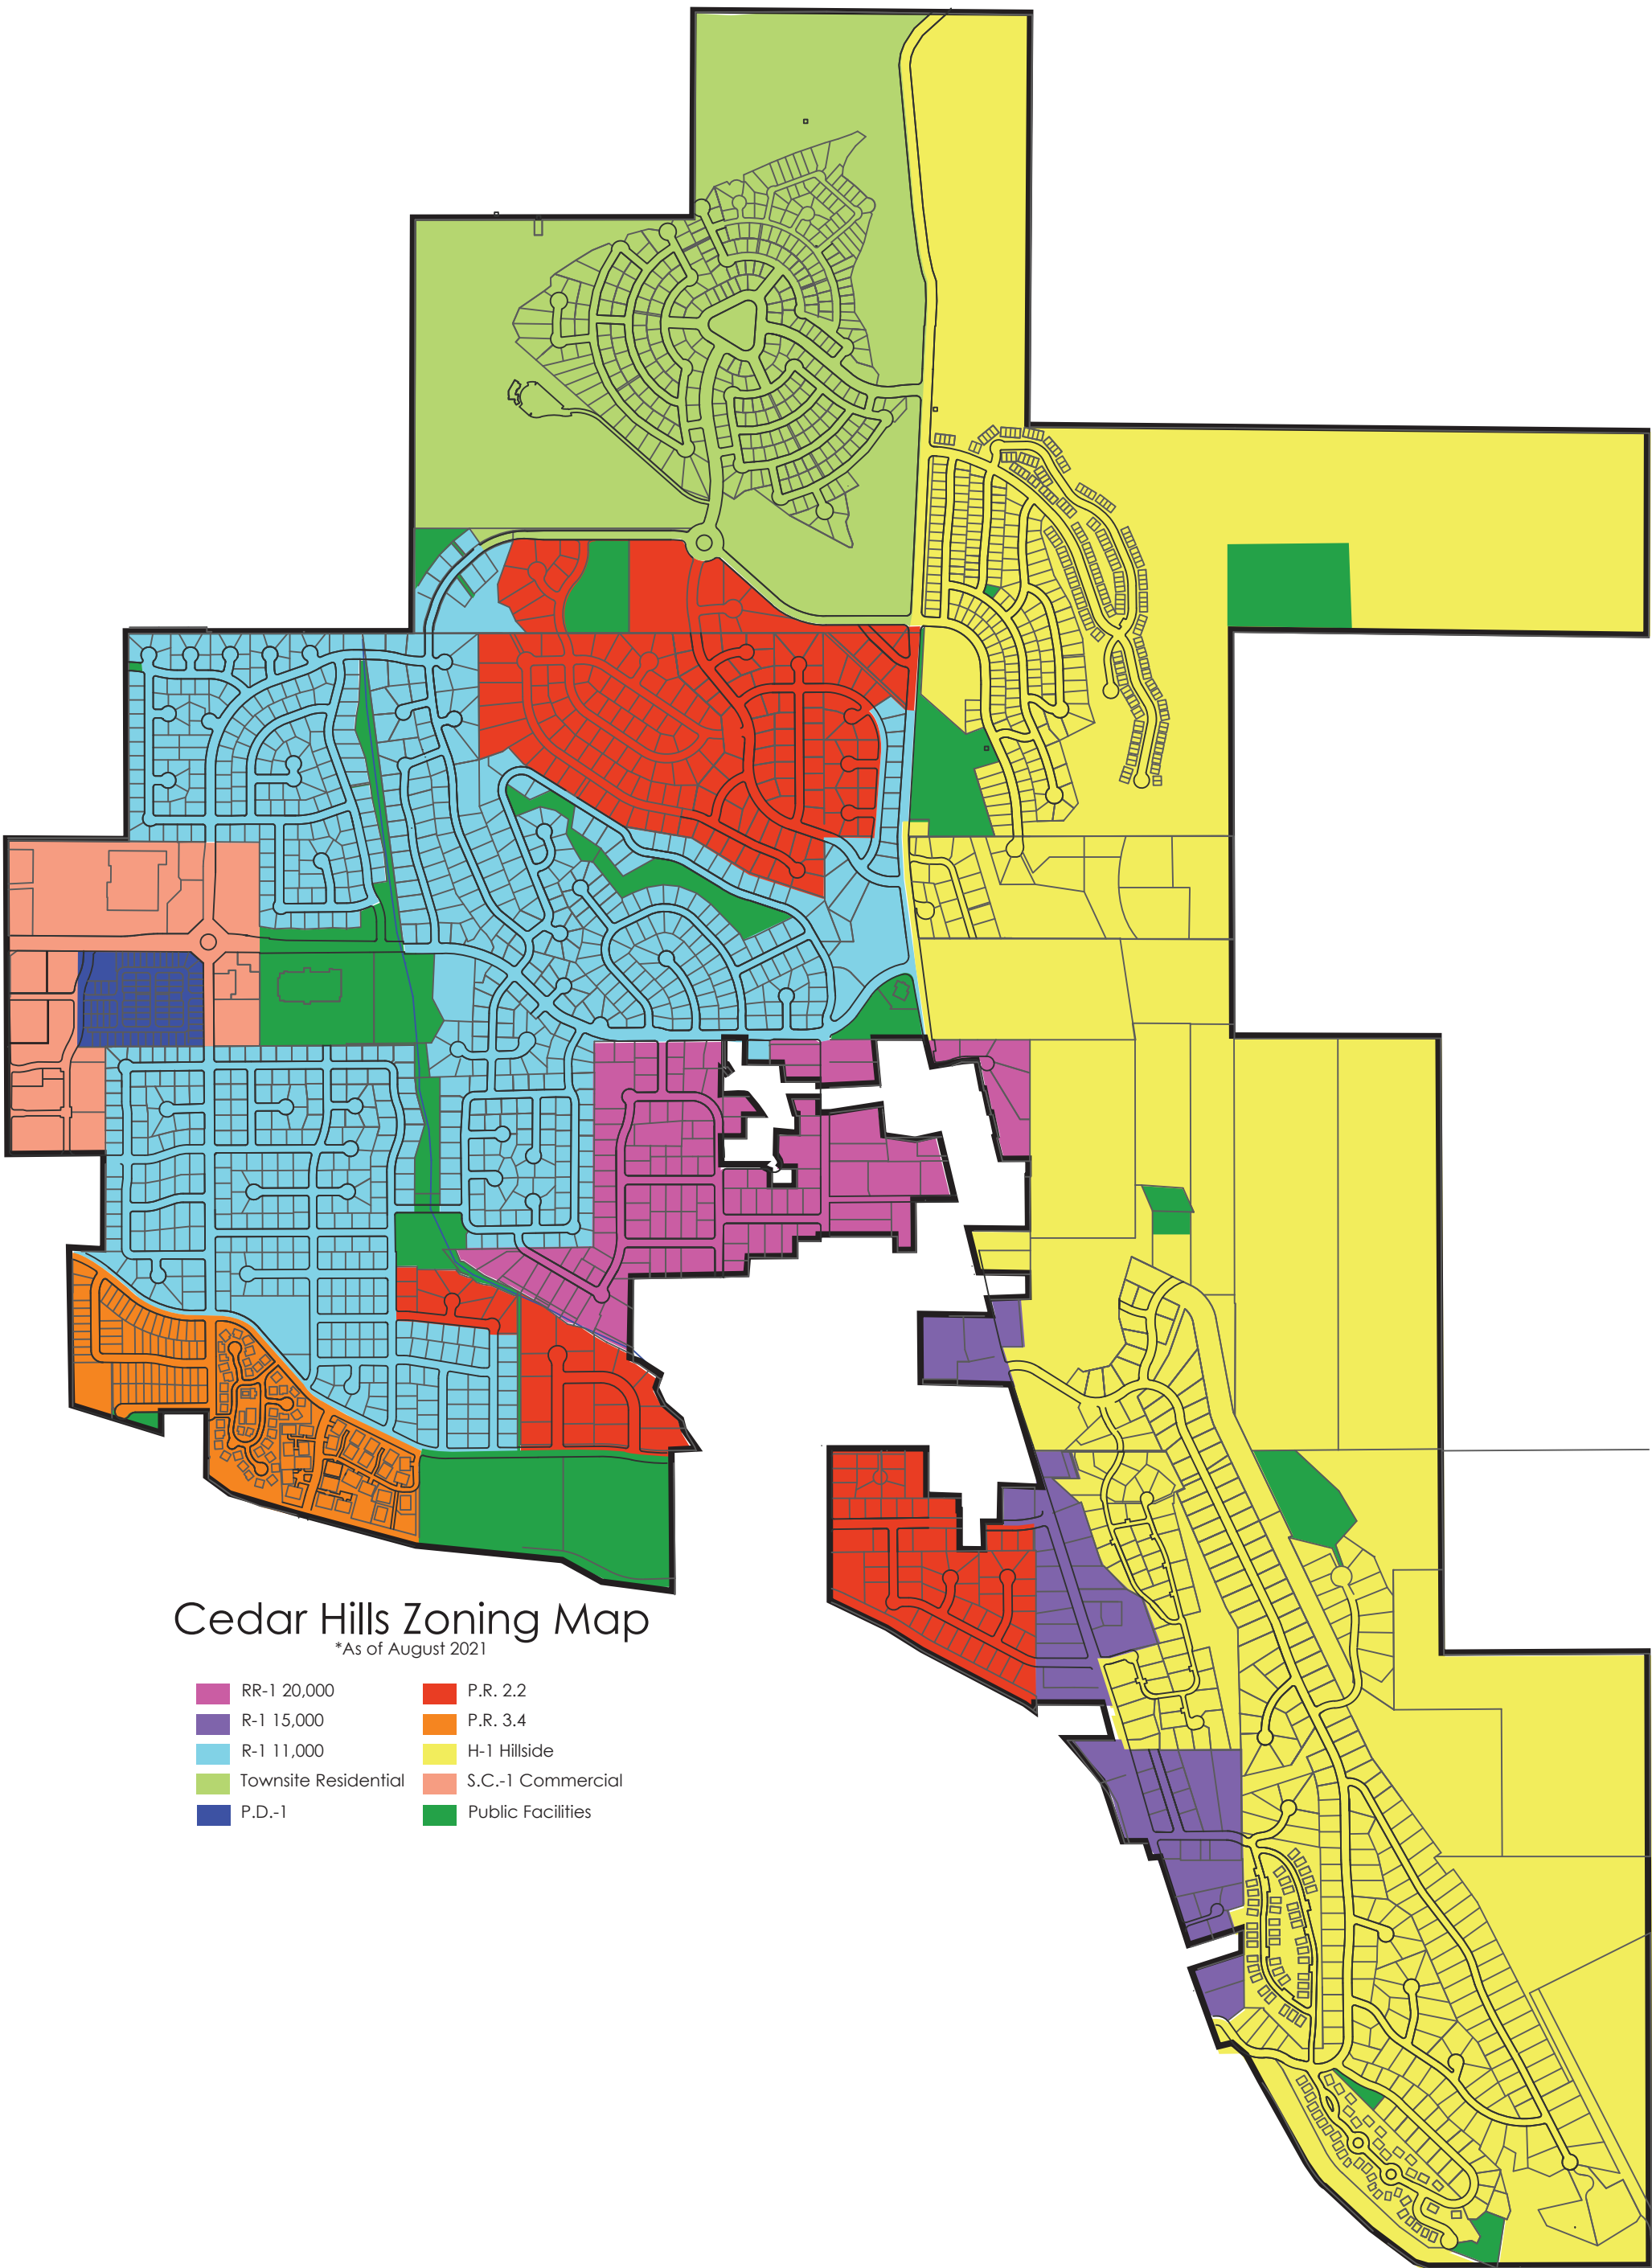 Cedar Hills Zoning Map
*As of August 2021
RR-1 20,000
P.R. 2.2
R-1 15,000
P.R. 3.4
R-1 11,000
H-1 Hillside
Townsite Residential
S.C.-1 Commercial
P.D.-1
Public Facilities